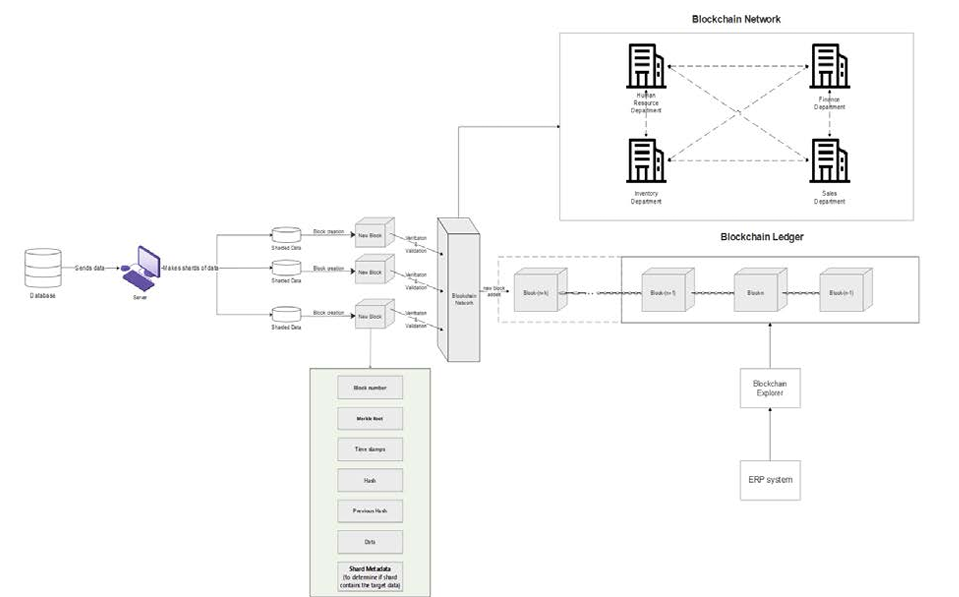 Blockchain Network
Human
Resource
Department
Finance
Department
Inventory
Department
Sales
Department
Blockchain Ledger
Database
Sends data
Server
Makes shards of data
Sharded Data
Block creation
New Block
Verification
&
Validation
Sharded Data
Block creation
New Block
Verification
&
Validation
Sharded Data
Block creation
New Block
Verification
&
Validation
Blockchain
Network
new block
added
Block-(n+k)
...
Block-(n+1)
Block-n
Block-(n-1)
Blockchain
Explorer
ERP system
Block number
Merkle Root
Time stamps
Hash
Previous Hash
Data
Shard Metadata
(to determine if shard
contains the target data)